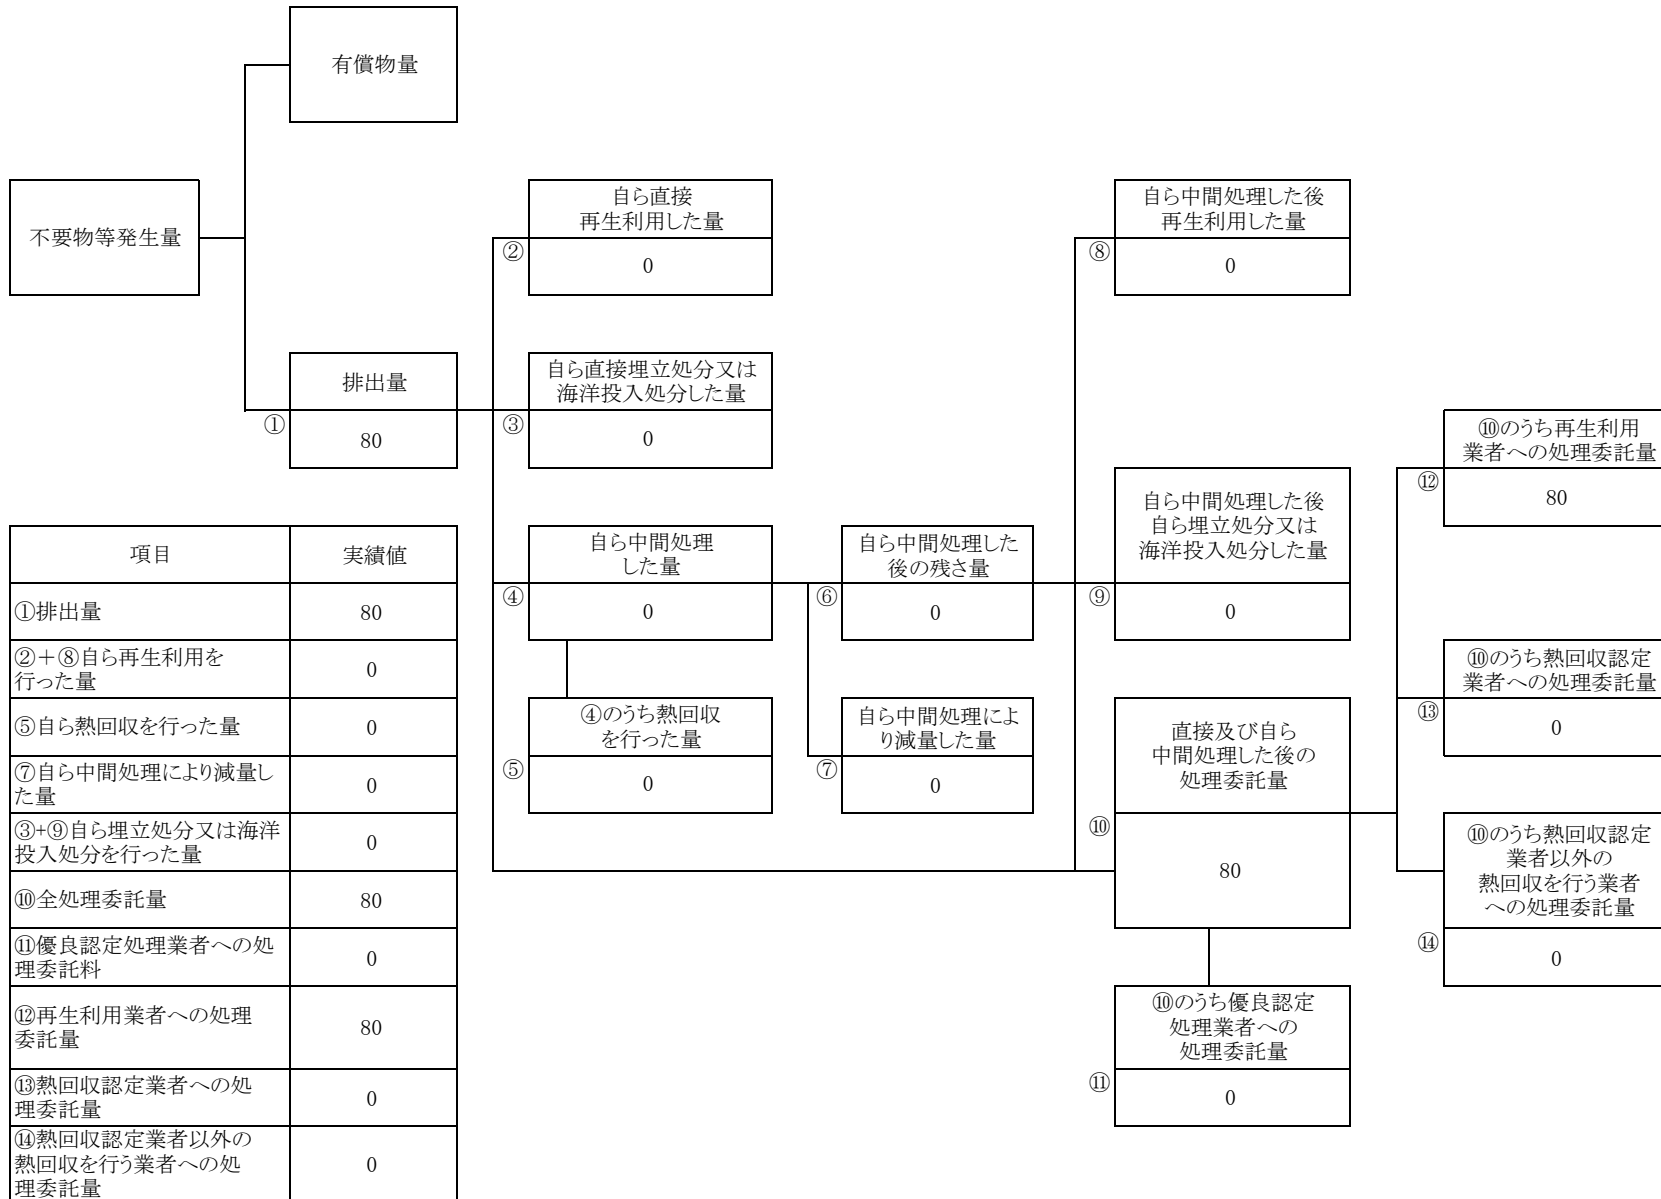 有償物量
不要物等発生量
自ら直接
再生利用した量
②
0
自ら中間処理した後
再生利用した量
⑧
0
排出量
①
80
自ら直接埋立処分又は
海洋投入処分した量
③
0
⑩のうち再生利用
業者への処理委託量
⑫
80
自ら中間処理
した量
④
0
自ら中間処理した
後の残さ量
⑥
0
自ら中間処理した後
自ら埋立処分又は
海洋投入処分した量
⑨
0
⑩のうち熱回収認定
業者への処理委託量
⑬
0
④のうち熱回収
を行った量
⑤
0
自ら中間処理によ
り減量した量
⑦
0
直接及び自ら
中間処理した後の
処理委託量
⑩
80
⑩のうち熱回収認定
業者以外の
熱回収を行う業者
への処理委託量
⑭
0
⑩のうち優良認定
処理業者への
処理委託量
⑪
0
項目 実績値
①排出量 80
②＋⑧自ら再生利用を
行った量 0
⑤自ら熱回収を行った量 0
⑦自ら中間処理により減量し
た量 0
③+⑨自ら埋立処分又は海洋
投入処分を行った量 0
⑩全処理委託量 80
⑪優良認定処理業者への処
理委託料 0
⑫再生利用業者への処理
委託量 80
⑬熱回収認定業者への処
理委託量 0
⑭熱回収認定業者以外の
熱回収を行う業者への処 0
理委託量